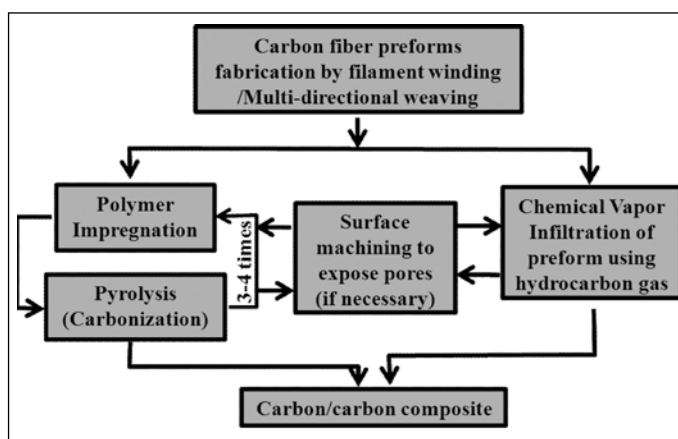 Carbon fiber preforms
fabrication by filament winding
/Multi-directional weaving
Polymer
Impregnation
Pyrolysis
(Carbonization)
3-4 times
Surface
machining to
expose pores
(if necessary)
Chemical Vapor
Infiltration of
preform using
hydrocarbon gas
Carbon/carbon composite